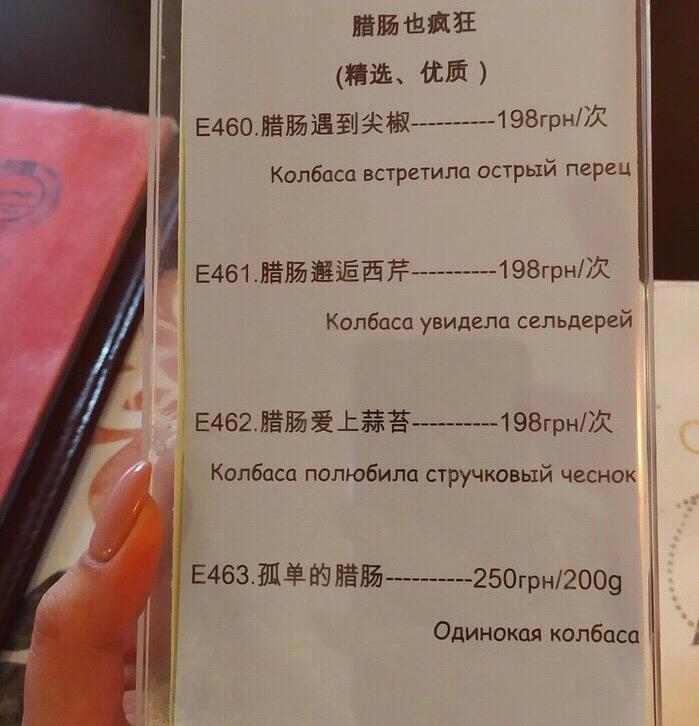 腊肠也疯狂
(精选、优质)
E460.腊肠遇到尖椒----------198грн/次
Колбаса встретила острый перец
E461.腊肠邂逅西芹----------198грн/次
Колбаса увидела сельдерей
E462.腊肠爱上蒜苔----------198грн/次
Колбаса полюбила стручковый чеснок
E463.孤单的腊肠----------250грн/200g
Одинокая колбаса